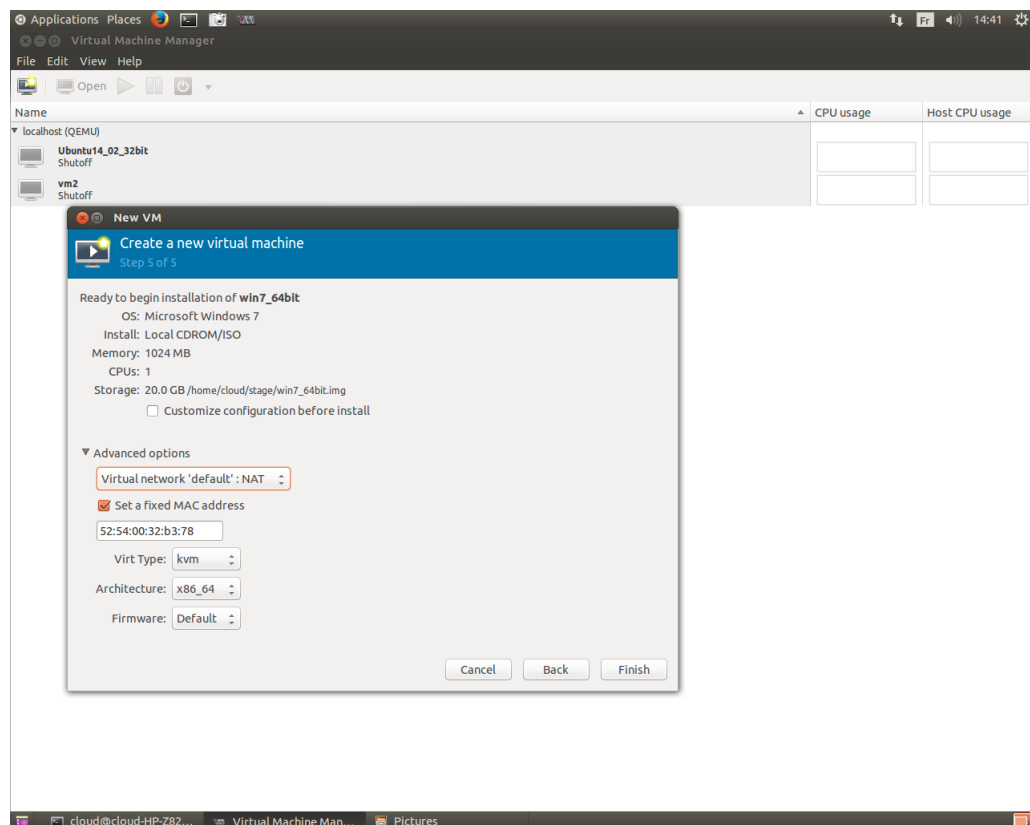 Applications Places Fr 14:41
Virtual Machine Manager
File Edit View Help
Open
Name CPU usage Host CPU usage
localhost (QEMU)
Ubuntu14_02_32bit
Shutoff
vm2
Shutoff
New VM
Create a new virtual machine
Step 5 of 5
Ready to begin installation of win7_64bit
OS: Microsoft Windows 7
Install: Local CDROM/ISO
Memory: 1024 MB
CPUs: 1
Storage: 20.0 GB /home/cloud/stage/win7_64bit.img
Customize configuration before install
Advanced options
Virtual network 'default' : NAT
Set a fixed MAC address
52:54:00:32:b3:78
Virt Type: kvm
Architecture: x86_64
Firmware: Default
Cancel Back Finish
cloud@cloud-HP-Z82... Virtual Machine Man... Pictures